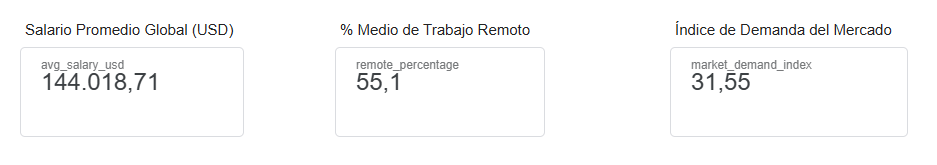 Salario Promedio Global (USD)
% Medio de Trabajo Remoto
Índice de Demanda del Mercado
avg_salary_usd
144.018,71
remote_percentage
55,1
market_demand_index
31,55